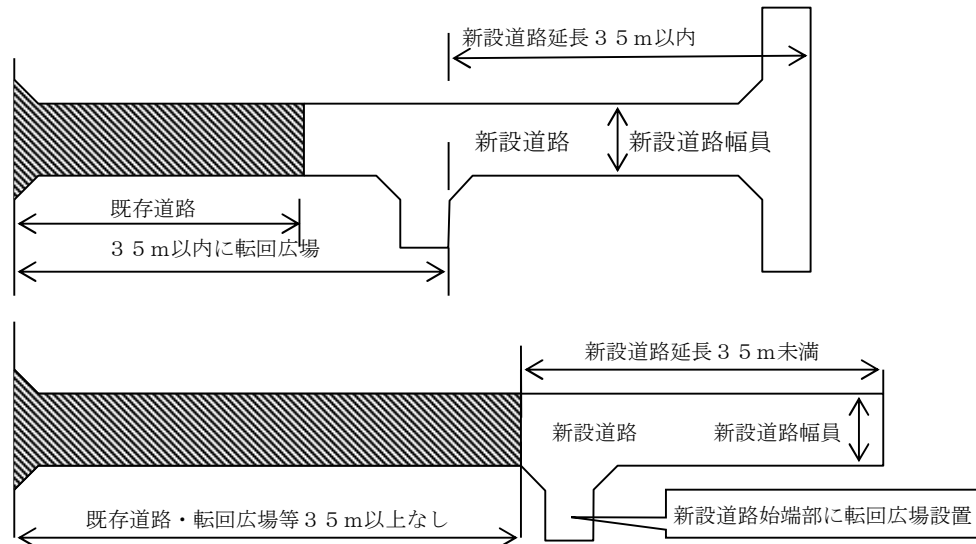 新設道路延長３５m以内
新設道路
新設道路幅員
既存道路
３５m以内に転回広場
新設道路延長３５m未満
新設道路
新設道路幅員
既存道路・転回広場等３５m以上なし
新設道路始端部に転回広場設置